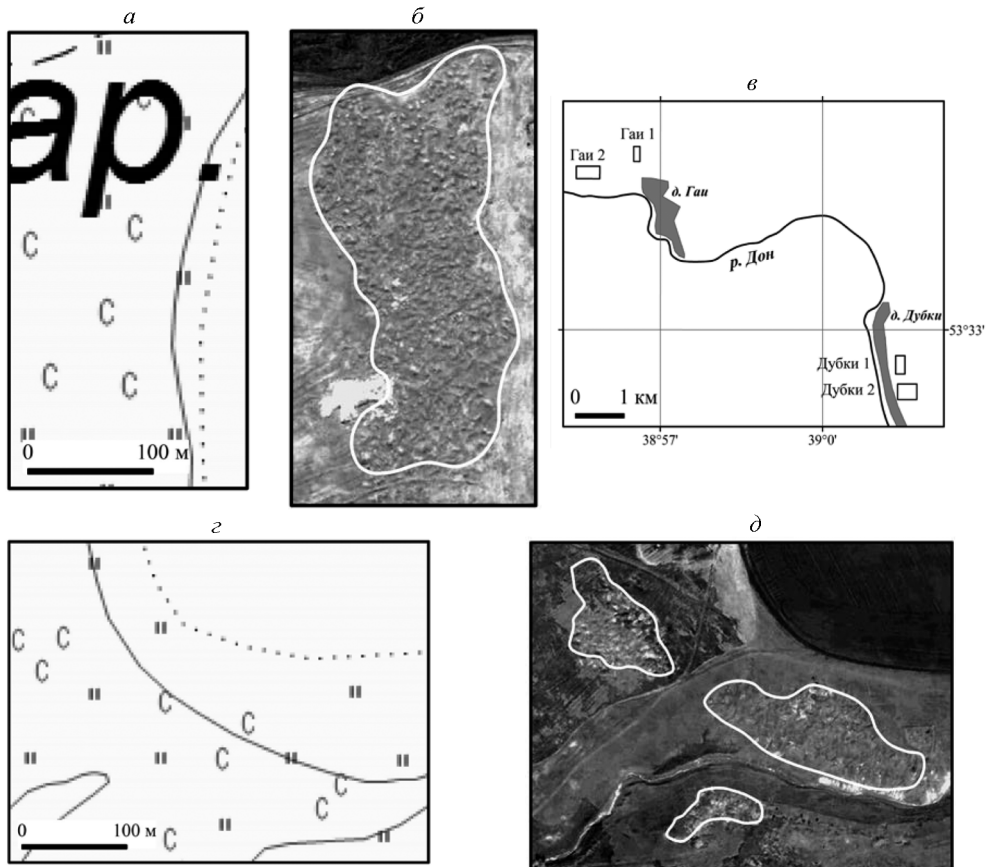 а
б
в
ар.
0 100 м
Гаи 1
Гаи 2
д. Гаи
р. Дон
д. Дубки
53°33'
Дубки 1
Дубки 2
0 1 км
38°57' 39°0'
г
д
С С
С
С
С С
С
С
С
С
С
0 100 м